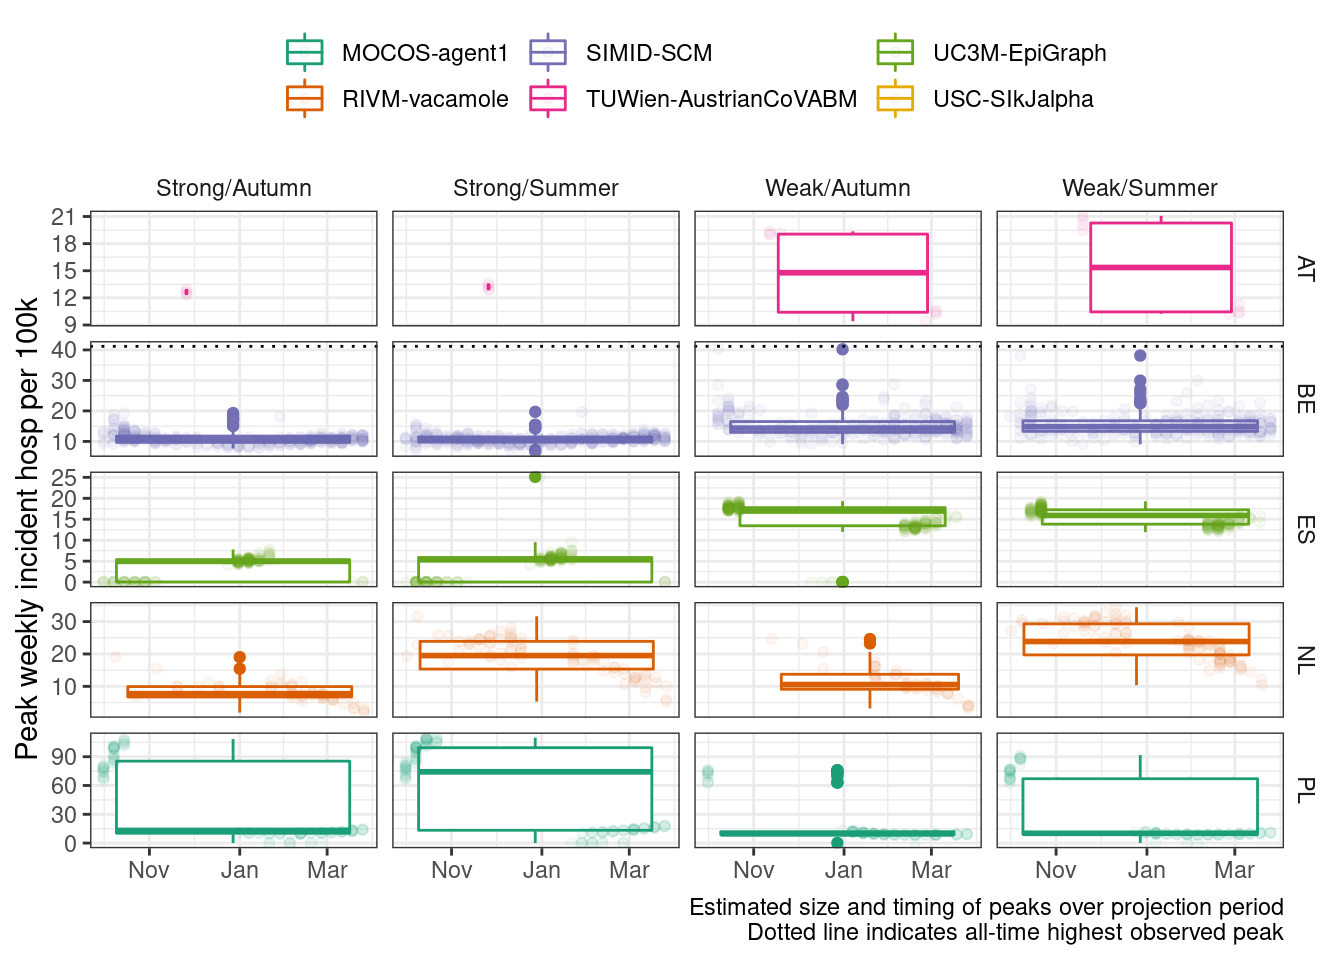 MOCOS-agent1 SIMID-SCM UC3M-EpiGraph
RIVM-vacamole TUWien-AustrianCoVABM USC-SIkJalpha
Strong/Autumn Strong/Summer Weak/Autumn Weak/Summer
Peak weekly incident hosp per 100k
21
18
15
12
9
AT
40
30
20
10
BE
25
20
15
10
5
0
ES
30
20
10
NL
90
60
30
0
PL
Nov Jan Mar Nov Jan Mar Nov Jan Mar Nov Jan Mar
Estimated size and timing of peaks over projection period
Dotted line indicates all-time highest observed peak